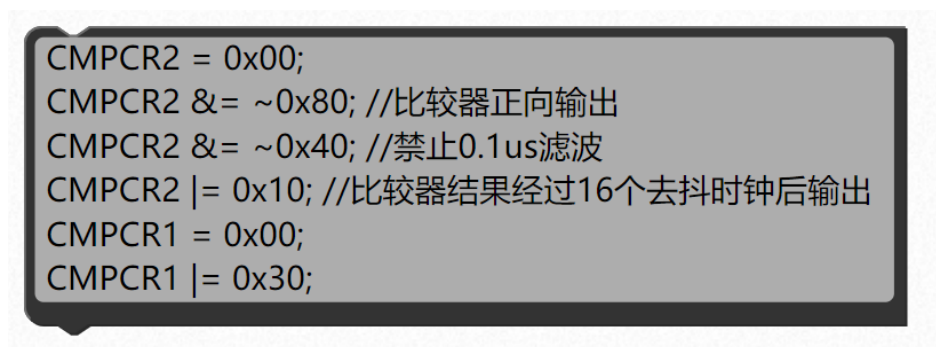 CMPCR2 = 0x00;
CMPCR2 &= ~0x80; //比较器正向输出
CMPCR2 &= ~0x40; //禁止0.1us滤波
CMPCR2 |= 0x10; //比较器结果经过16个去抖时钟后输出
CMPCR1 = 0x00;
CMPCR1 |= 0x30;